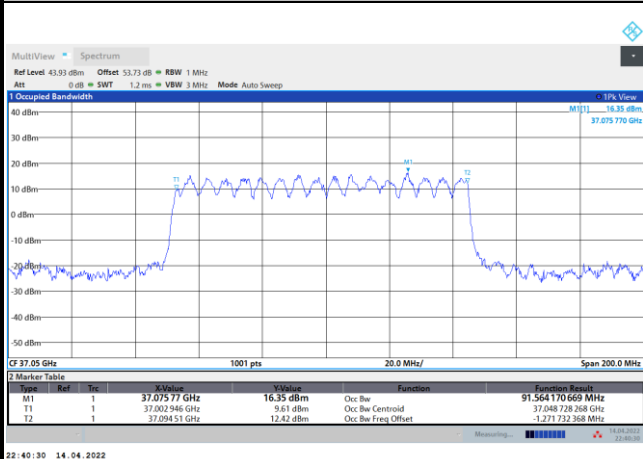 MultiView Spectrum
Ref Level 43.93 dBm Offset 53.73 dB RBW 1 MHz
Att 0 dB SWT 1.2 ms VBW 3 MHz Mode Auto Sweep
1 Occupied Bandwidth 1Pk View
M1[1] 16.35 dBm
37.075 770 GHz
40 dBm
30 dBm
20 dBm
10 dBm
0 dBm
-10 dBm
-20 dBm
-30 dBm
-40 dBm
-50 dBm
T1
M1
T2
CF 37.05 GHz 1001 pts 20.0 MHz/ Span 200.0 MHz
2 Marker Table
Type Ref Trc X-Value Y-Value Function Function Result
M1 1 37.075 77 GHz 16.35 dBm Occ Bw 91.564 170 669 MHz
T1 1 37.002 946 GHz 9.61 dBm Occ Bw Centroid 37.048 728 268 GHz
T2 1 37.094 51 GHz 12.42 dBm Occ Bw Freq Offset -1.271 732 368 MHz
Measuring... 14.04.2022
22:40:30
22:40:30 14.04.2022